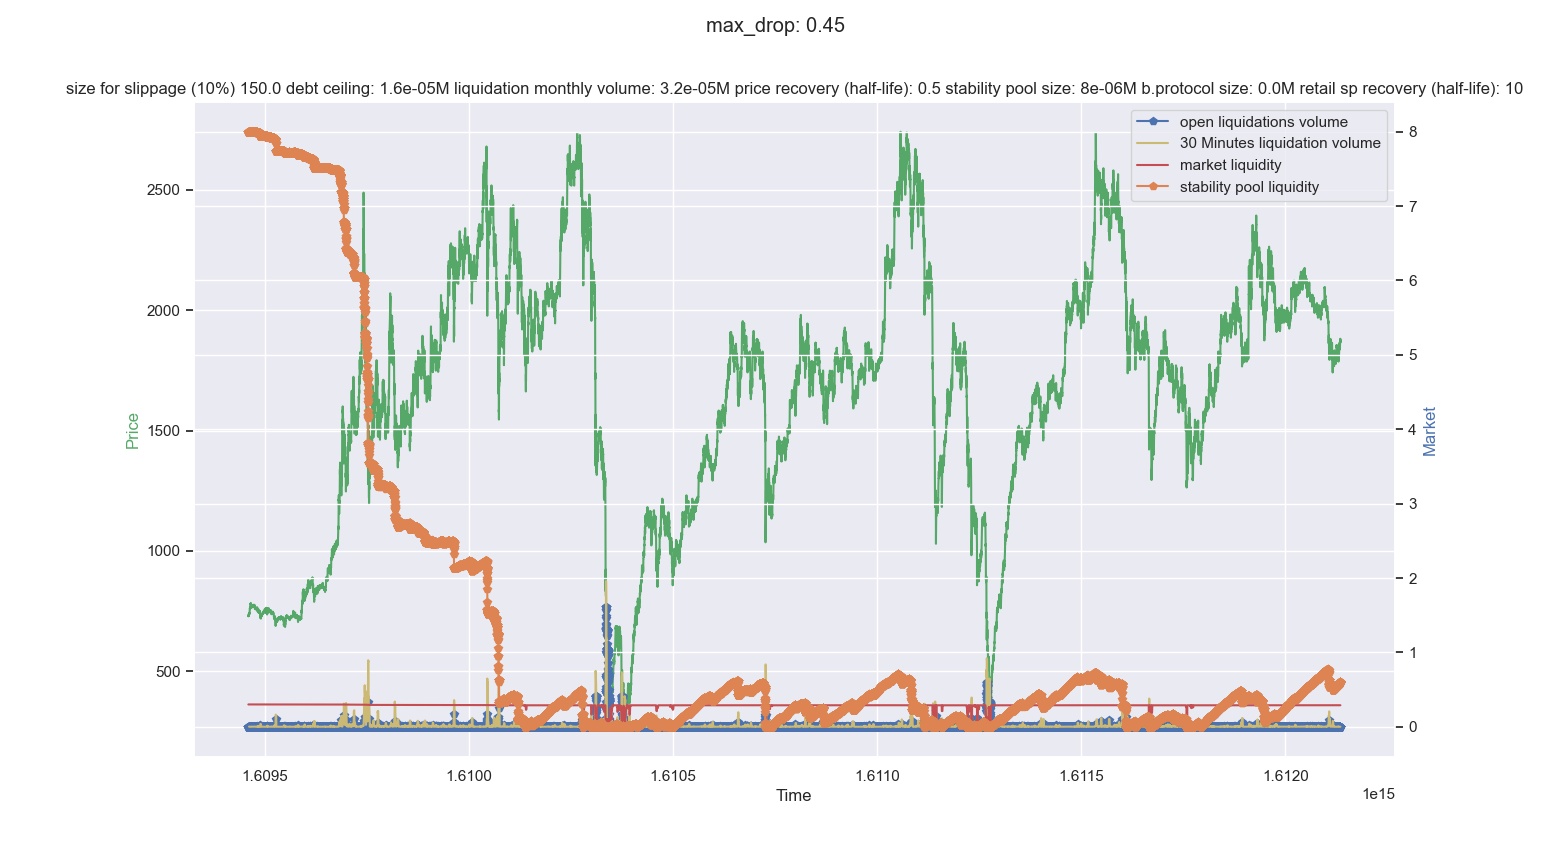 max_drop: 0.45
size for slippage (10%) 150.0 debt ceiling: 1.6e-05M liquidation monthly volume: 3.2e-05M price recovery (half-life): 0.5 stability pool size: 8e-06M b.protocol size: 0.0M retail sp recovery (half-life): 10
open liquidations volume
30 Minutes liquidation volume
market liquidity
stability pool liquidity
2500
2000
1500
1000
500
Price
8
7
6
5
4
3
2
1
0
Market
1.6095
1.6100
1.6105
1.6110
1.6115
1.6120
1e15
Time